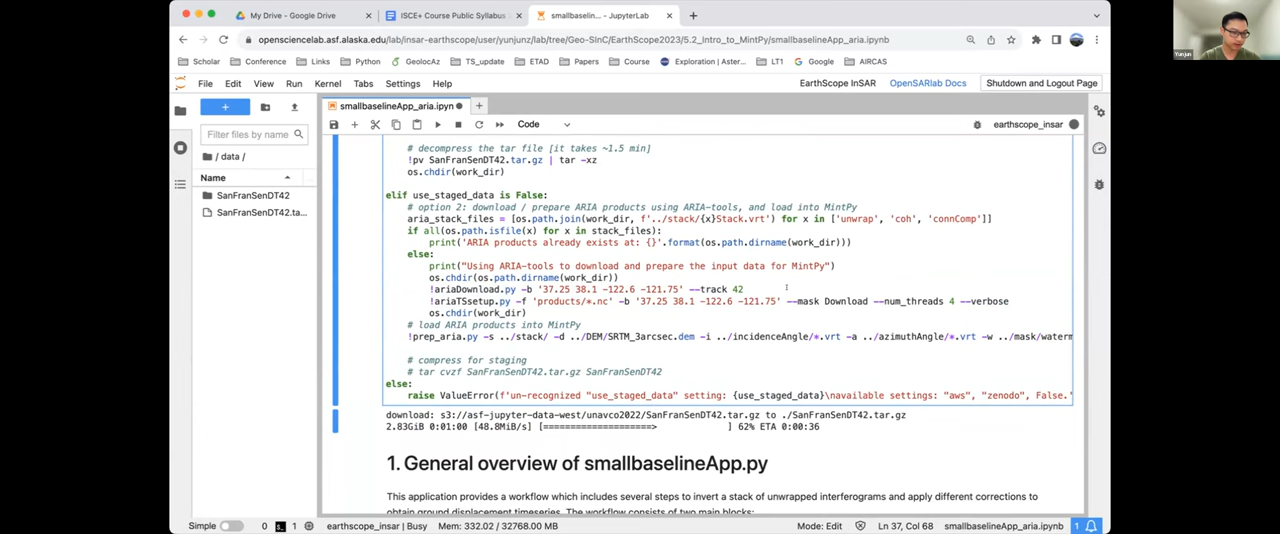 My Drive - Google Drive
ISCE+ Course Public Syllabus
smallbaselin... - JupyterLab
opensciencelab.asf.alaska.edu/lab/insar-earthscope/user/yunjunz/lab/tree/Geo-SInC/EarthScope2023/5.2_Intro_to_MintPy/smallbaselineApp_aria.ipynb
Scholar Conference Links Python GeolocAz TS_update ETAD Papers Course Exploration | Aster... LT1 Google AIRCAS
File Edit View Run Kernel Tabs Settings Help
EarthScope InSAR OpenSARlab Docs Shutdown and Logout Page
smallbaselineApp_aria.ipyn
Filter files by name
Code
earthscope_insar
/ data /
Name
SanFranSenDT42
SanFranSenDT42.ta...
# decompress the tar file [it takes ~1.5 min]
!pv SanFranSenDT42.tar.gz | tar -xz
os.chdir(work_dir)
elif use_staged_data is False:
# option 2: download / prepare ARIA products using ARIA-tools, and load into MintPy
aria_stack_files = [os.path.join(work_dir, f'../stack/{x}Stack.vrt') for x in ['unwrap', 'coh', 'connComp']]
if all(os.path.isfile(x) for x in stack_files):
print('ARIA products already exists at: {}'.format(os.path.dirname(work_dir)))
else:
print("Using ARIA-tools to download and prepare the input data for MintPy")
os.chdir(os.path.dirname(work_dir))
!ariaDownload.py -b '37.25 38.1 -122.6 -121.75' --track 42
!ariaTSsetup.py -f 'products/*.nc' -b '37.25 38.1 -122.6 -121.75' --mask Download --num_threads 4 --verbose
os.chdir(work_dir)
# load ARIA products into MintPy
!prep_aria.py -s ../stack/ -d ../DEM/SRTM_3arcsec.dem -i ../incidenceAngle/*.vrt -a ../azimuthAngle/*.vrt -w ../mask/waterm
# compress for staging
# tar cvzf SanFranSenDT42.tar.gz SanFranSenDT42
else:
raise ValueError(f'un-recognized "use_staged_data" setting: {use_staged_data}\navailable settings: "aws", "zenodo", False.'
download: s3://asf-jupyter-data-west/unavco2022/SanFranSenDT42.tar.gz to ./SanFranSenDT42.tar.gz
2.83GiB 0:01:00 [48.8MiB/s] [====================> ] 62% ETA 0:00:36
1. General overview of smallbaselineApp.py
This application provides a workflow which includes several steps to invert a stack of unwrapped interferograms and apply different corrections to
obtain ground displacement timeseries. The workflow consists of two main blocks:
Simple 0 1 earthscope_insar | Busy Mem: 332.02 / 32768.00 MB Mode: Edit Ln 37, Col 68 smallbaselineApp_aria.ipynb 1
Yunjun